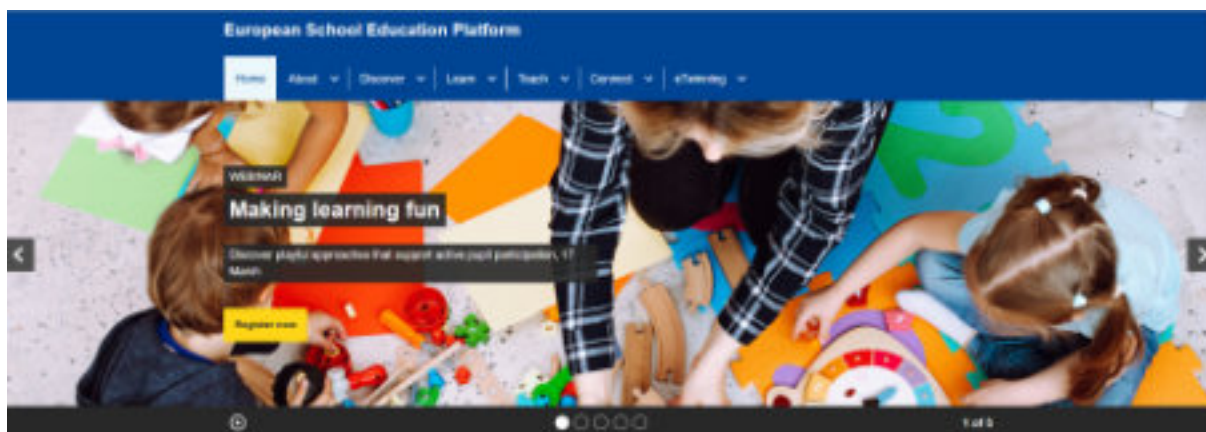 European School Education Platform
Home About Discover Learn Teach Connect eTwinning
WEBINAR
Making learning fun
Discover playful approaches that support active pupil participation, 17
March
Register now
1 of 5